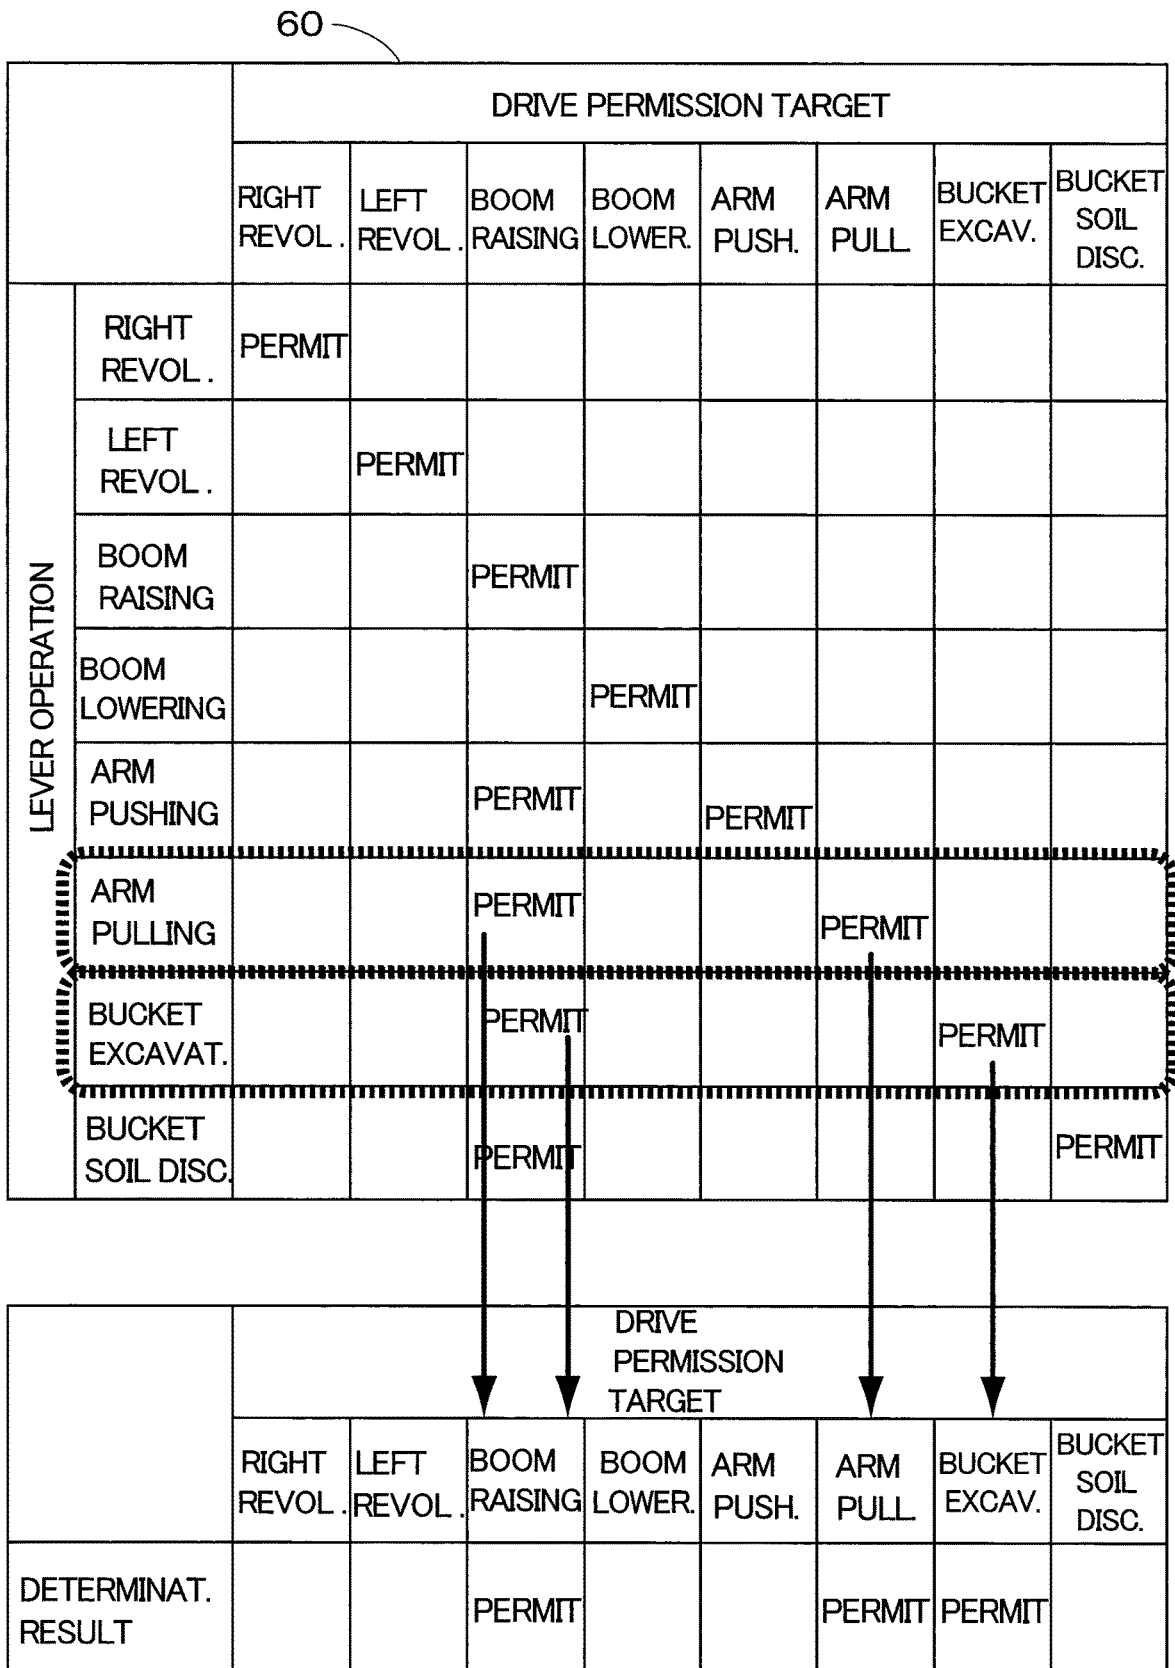 60
DRIVE PERMISSION TARGET
RIGHT
REVOL.
LEFT
REVOL.
BOOM
RAISING
BOOM
LOWER.
ARM
PUSH.
ARM
PULL.
BUCKET
EXCAV.
BUCKET
SOIL
DISC.
LEVER OPERATION
RIGHT
REVOL.
PERMIT
LEFT
REVOL.
PERMIT
BOOM
RAISING
PERMIT
BOOM
LOWERING
PERMIT
ARM
PUSHING
PERMIT
PERMIT
ARM
PULLING
PERMIT
PERMIT
BUCKET
EXCAVAT.
PERMIT
PERMIT
BUCKET
SOIL DISC.
PERMIT
PERMIT
DRIVE
PERMISSION
TARGET
RIGHT
REVOL.
LEFT
REVOL.
BOOM
RAISING
BOOM
LOWER.
ARM
PUSH.
ARM
PULL.
BUCKET
EXCAV.
BUCKET
SOIL
DISC.
DETERMINAT.
RESULT
PERMIT
PERMIT
PERMIT